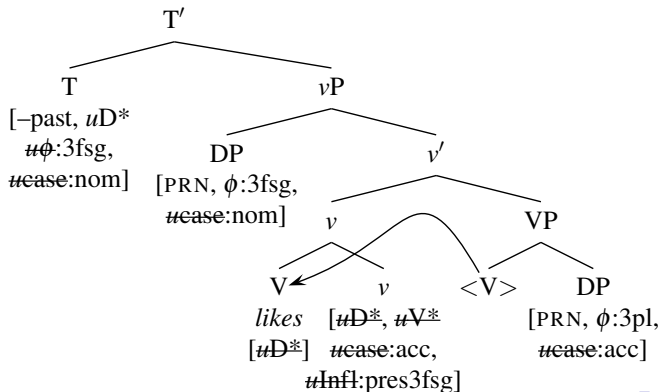 T′
T vP
[–past, uD*
uϕ:3fsg,
ucase:nom]
DP v′
[PRN, ϕ:3fsg,
ucase:nom]
v VP
V v <V> DP
likes [uD*, uV* [PRN, ϕ:3pl,
[uD*] ucase:acc, ucase:acc]
uInfl:pres3fsg]